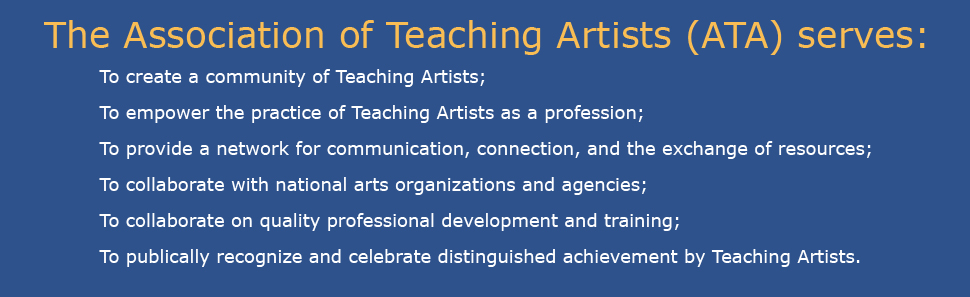 The Association of Teaching Artists (ATA) serves:
To create a community of Teaching Artists;
To empower the practice of Teaching Artists as a profession;
To provide a network for communication, connection, and the exchange of resources;
To collaborate with national arts organizations and agencies;
To collaborate on quality professional development and training;
To publically recognize and celebrate distinguished achievement by Teaching Artists.